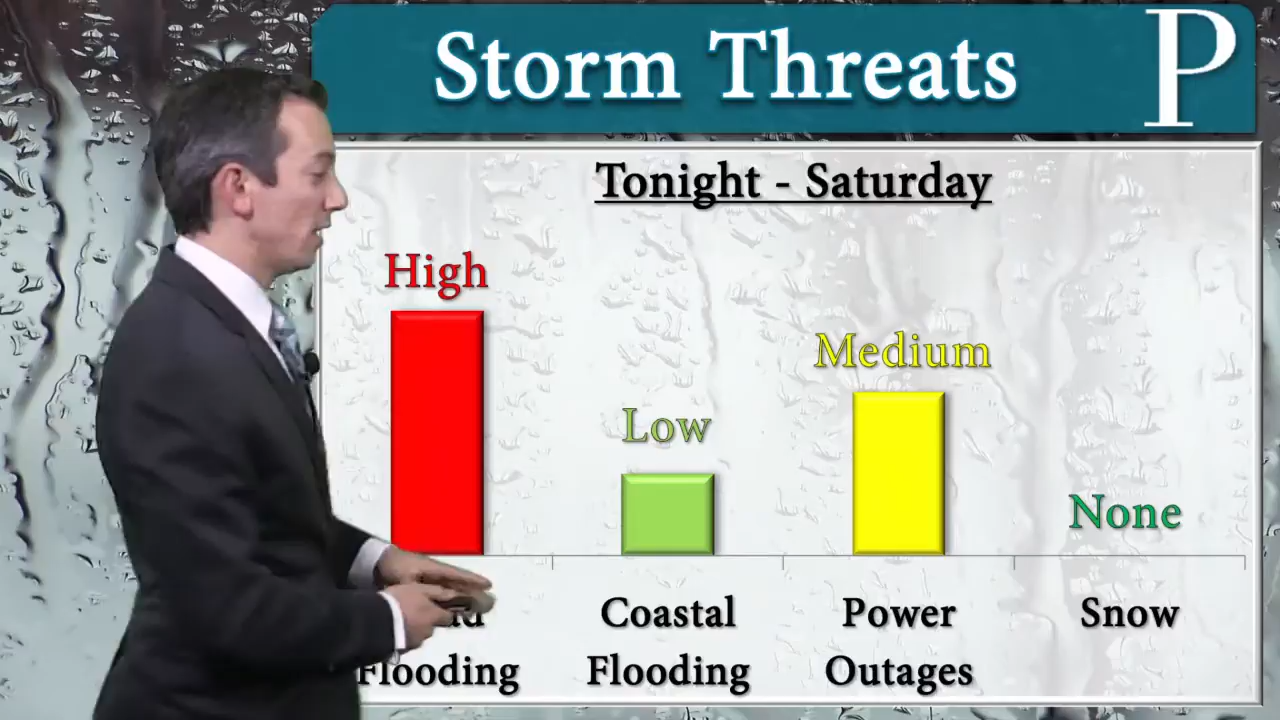 Storm Threats
P
Tonight - Saturday
High
Low
Medium
None
Coastal
Power
Snow
Flooding
Flooding
Outages